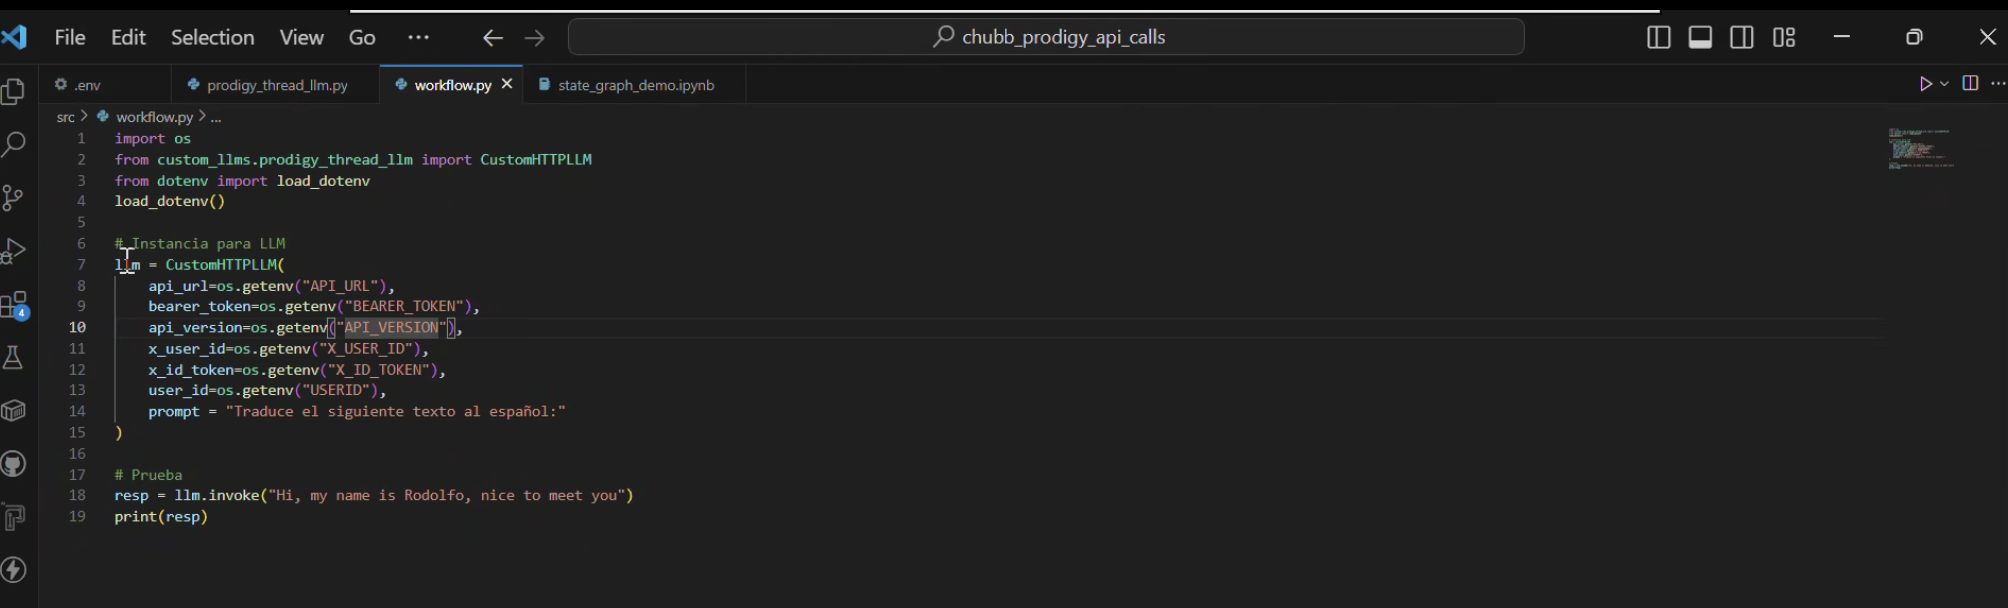 File Edit Selection View Go ··· chubb_prodigy_api_calls
.env prodigy_thread_llm.py workflow.py state_graph_demo.ipynb
src > workflow.py > ...
1 import os
2 from custom_llms.prodigy_thread_llm import CustomHTTPLLM
3 from dotenv import load_dotenv
4 load_dotenv()
5
6 # Instancia para LLM
7 llm = CustomHTTPLLM(
8 api_url=os.getenv("API_URL"),
9 bearer_token=os.getenv("BEARER_TOKEN"),
10 api_version=os.getenv("API_VERSION"),
11 x_user_id=os.getenv("X_USER_ID"),
12 x_id_token=os.getenv("X_ID_TOKEN"),
13 user_id=os.getenv("USERID"),
14 prompt = "Traduce el siguiente texto al español:"
15 )
16
17 # Prueba
18 resp = llm.invoke("Hi, my name is Rodolfo, nice to meet you")
19 print(resp)
4